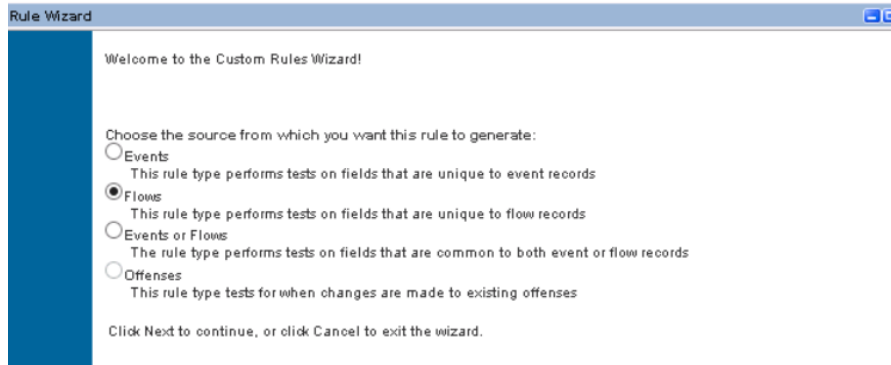 Rule Wizard
Welcome to the Custom Rules Wizard!
Choose the source from which you want this rule to generate:
Events
This rule type performs tests on fields that are unique to event records
Flows
This rule type performs tests on fields that are unique to flow records
Events or Flows
The rule type performs tests on fields that are common to both event or flow records
Offenses
This rule type tests for when changes are made to existing offenses
Click Next to continue, or click Cancel to exit the wizard.